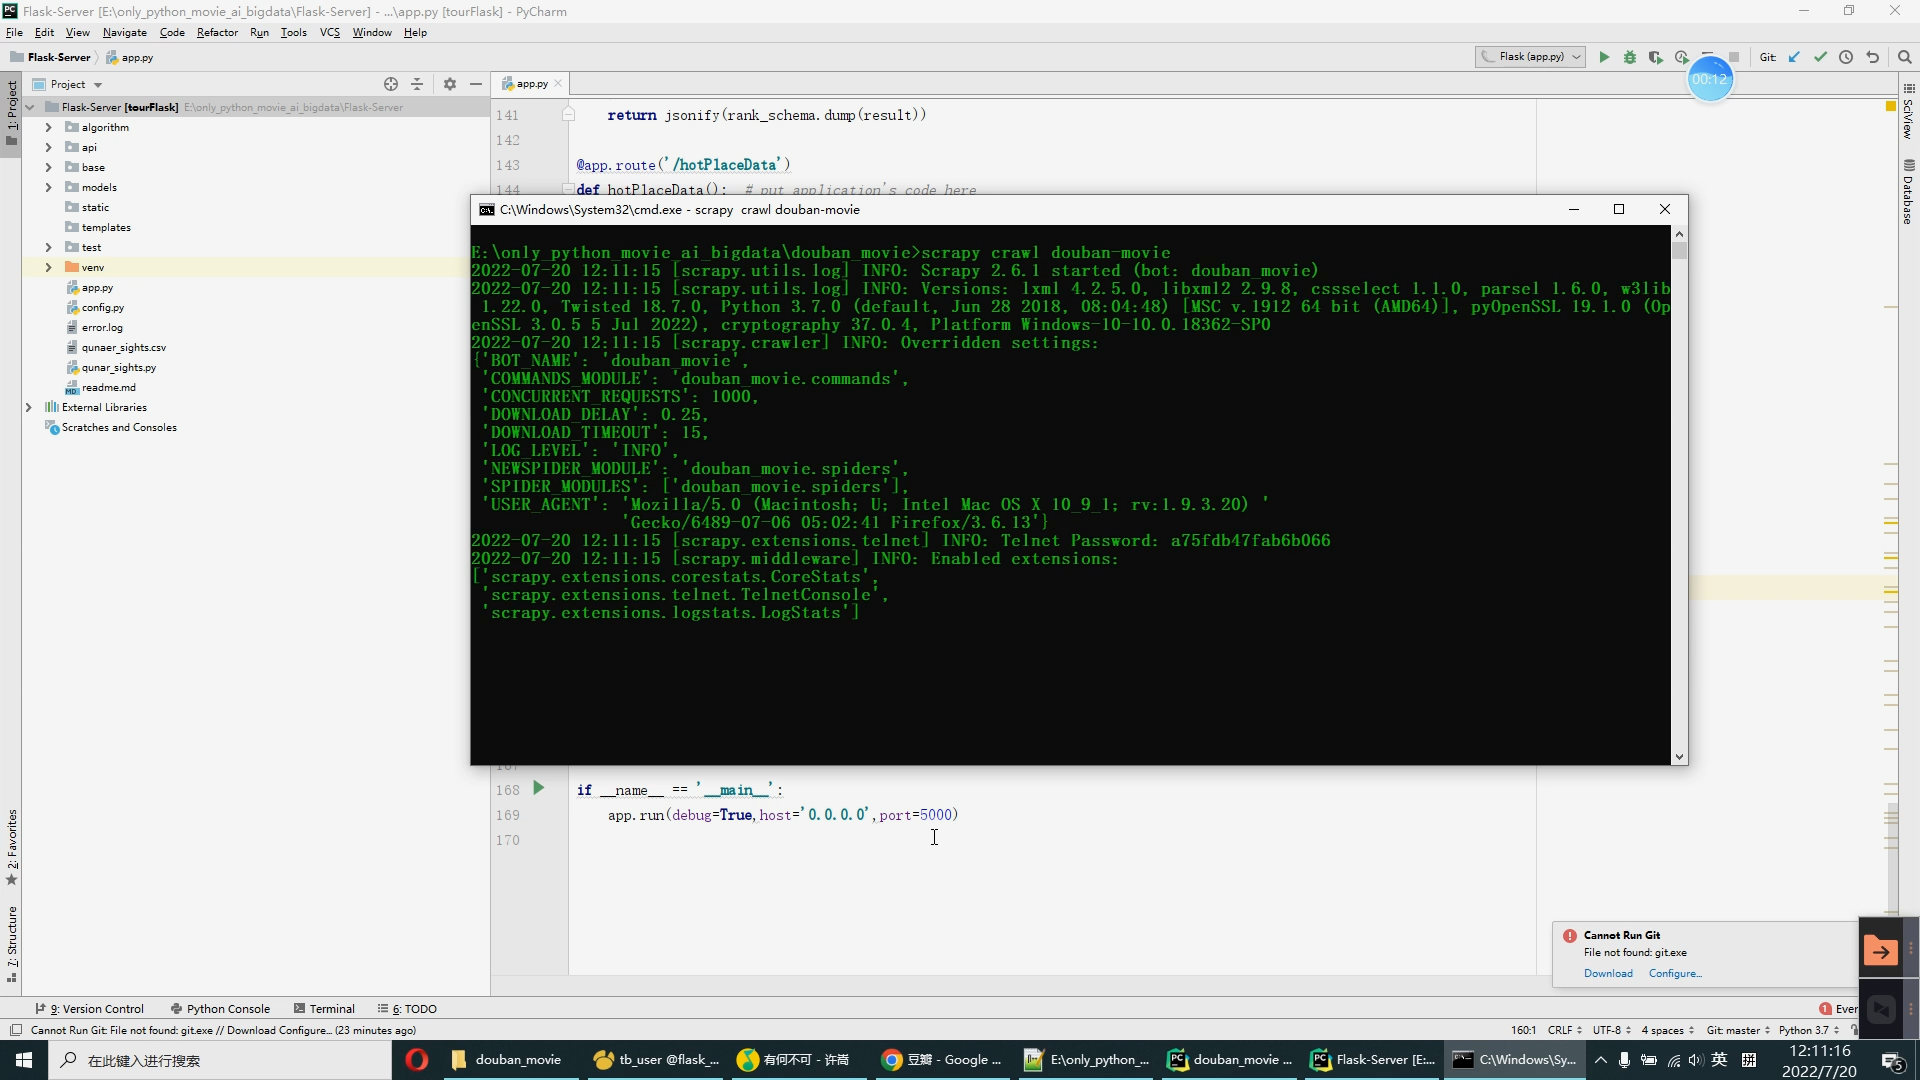 Flask-Server [E:\only_python_movie_ai_bigdata\Flask-Server] - ...\app.py [tourFlask] - PyCharm
File Edit View Navigate Code Refactor Run Tools VCS Window Help
Flask-Server app.py
Flask (app.py)
Git:
00:12
Project
app.py
1: Project
Flask-Server [tourFlask] E:\only_python_movie_ai_bigdata\Flask-Server
algorithm
api
base
models
static
templates
test
venv
app.py
config.py
error.log
qunaer_sights.csv
qunar_sights.py
readme.md
External Libraries
Scratches and Consoles
SciView
Database
141 return jsonify(rank_schema.dump(result))
142
143 @app.route('/hotPlaceData')
144 def hotPlaceData(): # put application's code here
C:\Windows\System32\cmd.exe - scrapy crawl douban-movie
E:\only_python_movie_ai_bigdata\douban_movie>scrapy crawl douban-movie
2022-07-20 12:11:15 [scrapy.utils.log] INFO: Scrapy 2.6.1 started (bot: douban_movie)
2022-07-20 12:11:15 [scrapy.utils.log] INFO: Versions: lxml 4.2.5.0, libxml2 2.9.8, cssselect 1.1.0, parsel 1.6.0, w3lib
1.22.0, Twisted 18.7.0, Python 3.7.0 (default, Jun 28 2018, 08:04:48) [MSC v.1912 64 bit (AMD64)], pyOpenSSL 19.1.0 (Op
enSSL 3.0.5 5 Jul 2022), cryptography 37.0.4, Platform Windows-10-10.0.18362-SP0
2022-07-20 12:11:15 [scrapy.crawler] INFO: Overridden settings:
{'BOT_NAME': 'douban_movie',
'COMMANDS_MODULE': 'douban_movie.commands',
'CONCURRENT_REQUESTS': 1000,
'DOWNLOAD_DELAY': 0.25,
'DOWNLOAD_TIMEOUT': 15,
'LOG_LEVEL': 'INFO',
'NEWSPIDER_MODULE': 'douban_movie.spiders',
'SPIDER_MODULES': ['douban_movie.spiders'],
'USER_AGENT': 'Mozilla/5.0 (Macintosh; U; Intel Mac OS X 10_9_1; rv:1.9.3.20) '
'Gecko/6489-07-06 05:02:41 Firefox/3.6.13'}
2022-07-20 12:11:15 [scrapy.extensions.telnet] INFO: Telnet Password: a75fdb47fab6b066
2022-07-20 12:11:15 [scrapy.middleware] INFO: Enabled extensions:
['scrapy.extensions.corestats.CoreStats',
'scrapy.extensions.telnet.TelnetConsole',
'scrapy.extensions.logstats.LogStats']
167
168 if __name__ == '__main__':
169 app.run(debug=True,host='0.0.0.0',port=5000)
170
2: Favorites
7: Structure
Cannot Run Git
File not found: git.exe
Download Configure...
9: Version Control Python Console Terminal 6: TODO
1 Ever
Cannot Run Git: File not found: git.exe // Download Configure... (23 minutes ago)
160:1 CRLF UTF-8 4 spaces Git: master Python 3.7
在此键入进行搜索
douban_movie
tb_user @flask_...
有何不可 - 许嵩
豆瓣 - Google ...
E:\only_python_...
douban_movie ...
Flask-Server [E:...
C:\Windows\Sy...
英
12:11:16
2022/7/20
5